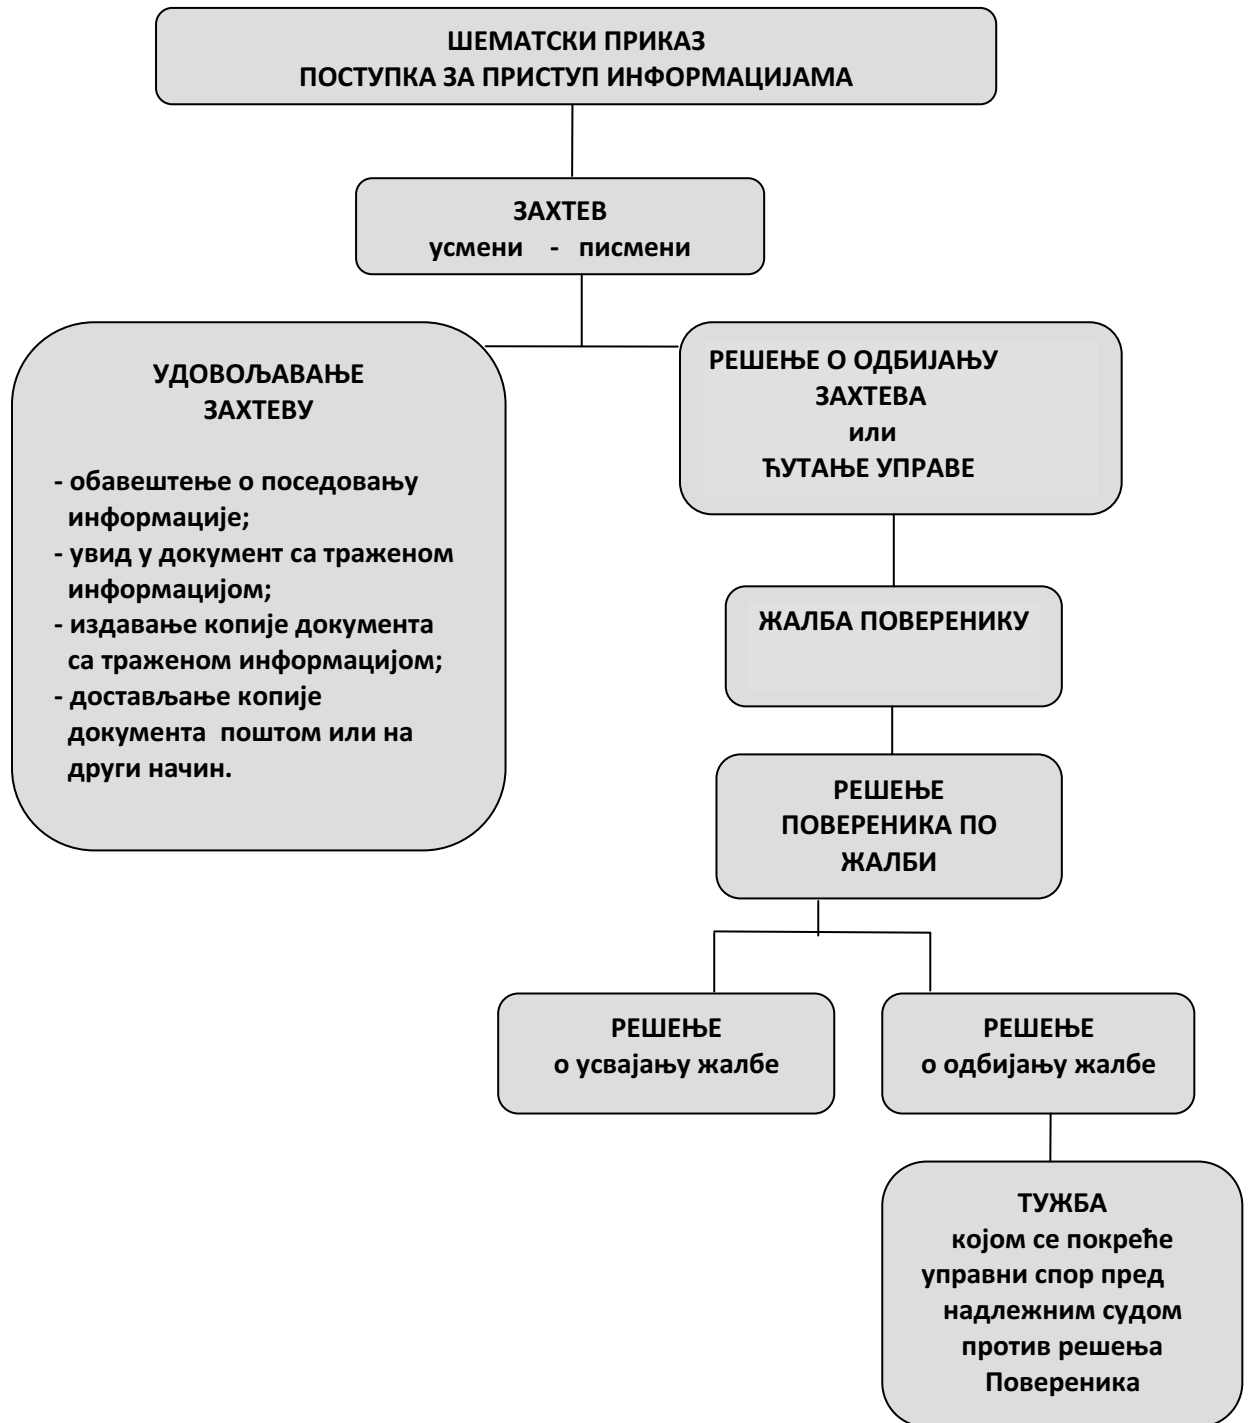 ШЕМАТСКИ ПРИКАЗ
ПОСТУПКА ЗА ПРИСТУП ИНФОРМАЦИЈАМА
ЗАХТЕВ
усмени - писмени
УДОВОЉАВАЊЕ
ЗАХТЕВУ
- обавештење о поседовању
информације;
- увид у документ са траженом
информацијом;
- издавање копије документа
са траженом информацијом;
- достављање копије
документа поштом или на
други начин.
РЕШЕЊЕ О ОДБИЈАЊУ
ЗАХТЕВА
или
ЋУТАЊЕ УПРАВЕ
ЖАЛБА ПОВЕРЕНИКУ
РЕШЕЊЕ
ПОВЕРЕНИКА ПО
ЖАЛБИ
РЕШЕЊЕ
о усвајању жалбе
РЕШЕЊЕ
о одбијању жалбе
ТУЖБА
којом се покреће
управни спор пред
надлежним судом
против решења
Повереника